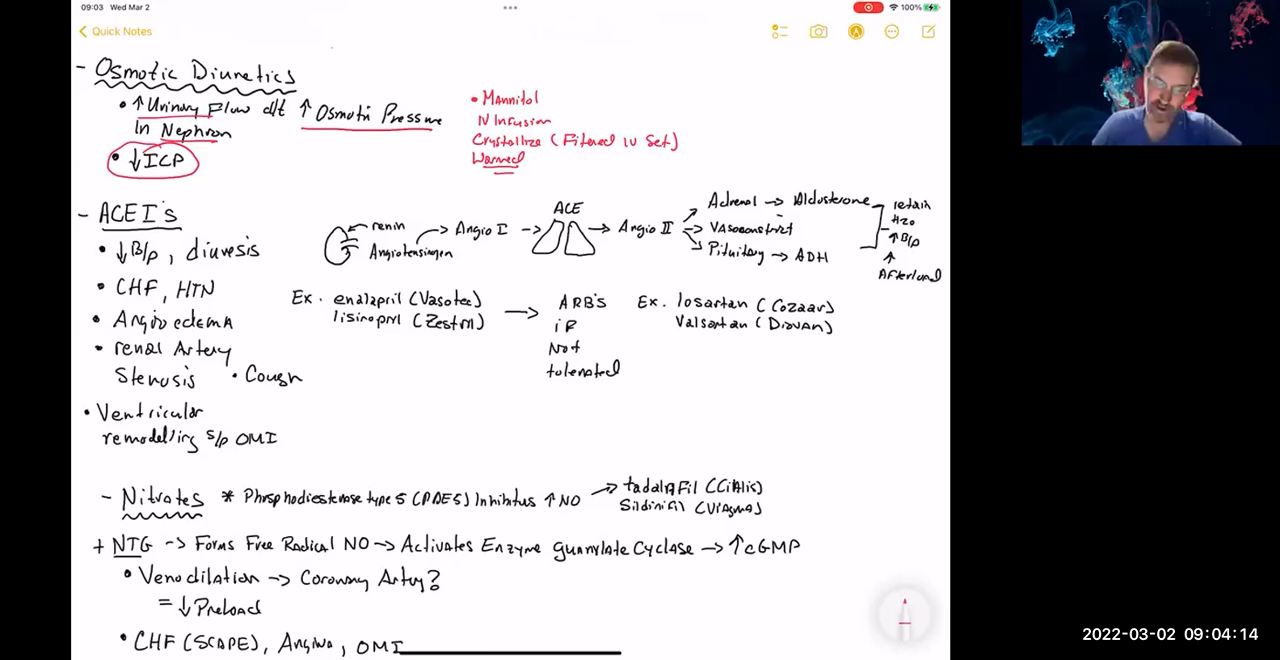 09:03 Wed Mar 2
100%
Quick Notes
- Osmotic Diuretics
• ↑ Urinary Flow d/t ↑ Osmotic Pressure
In Nephron
• ↓ ICP
• Mannitol
IV Infusion
Crystallize (Filtered IV Set)
Warmed
- ACEI's
• ↓ B/p, diuresis
• CHF, HTN
• Angioedema
• renal Artery
Stenosis • Cough
• Ventricular
remodelling s/p OMI
renin
Angiotensinogen
→ Angio I →
ACE
→ Angio II
Adrenal → Aldosterone
→ Vasoconstrict
Pituitary → ADH
retain
H2O
↑ B/p
↑
Afterload
Ex. enalapril (Vasotec)
lisinopril (Zestril)
→ ARB's
if
Not
tolerated
Ex. losartan (Cozaar)
Valsartan (Diovan)
- Nitrates * Phosphodiesterase type 5 (PDE5) Inhibitors ↑ NO → tadalafil (Cialis)
Sildinifil (Viagra)
+ NTG → Forms Free Radical NO → Activates Enzyme guanylate Cyclase → ↑ cGMP
• Venodilation → Coronary Artery?
= ↓ Preload
• CHF (SCAPE), Angina, OMI
2022-03-02 09:04:14